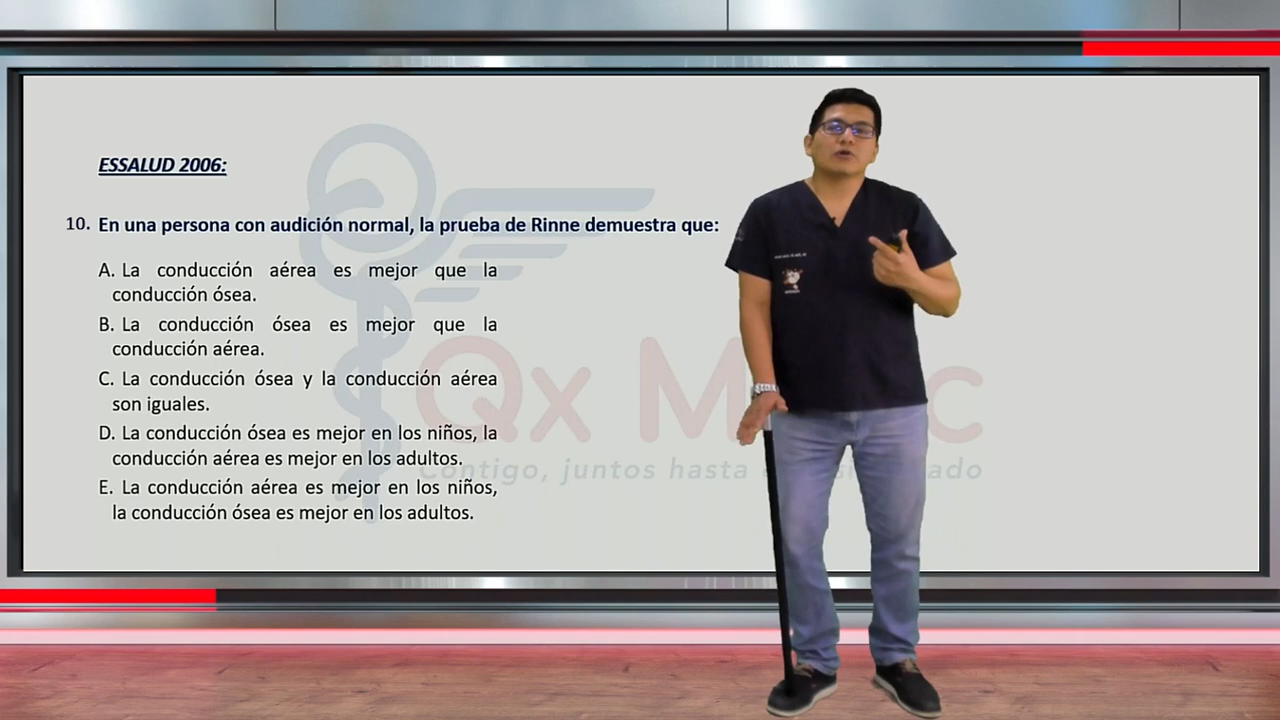 ESSALUD 2006:
10. En una persona con audición normal, la prueba de Rinne demuestra que:
A. La conducción aérea es mejor que la
conducción ósea.
B. La conducción ósea es mejor que la
conducción aérea.
C. La conducción ósea y la conducción aérea
son iguales.
D. La conducción ósea es mejor en los niños, la
conducción aérea es mejor en los adultos.
E. La conducción aérea es mejor en los niños,
la conducción ósea es mejor en los adultos.
Qx M c
Contigo, juntos hasta